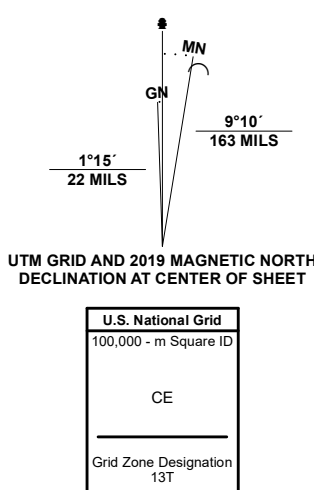 MN
GN
9°10´
163 MILS
1°15´
22 MILS
UTM GRID AND 2019 MAGNETIC NORTH
DECLINATION AT CENTER OF SHEET
U.S. National Grid
100,000 - m Square ID
CE
Grid Zone Designation
13T